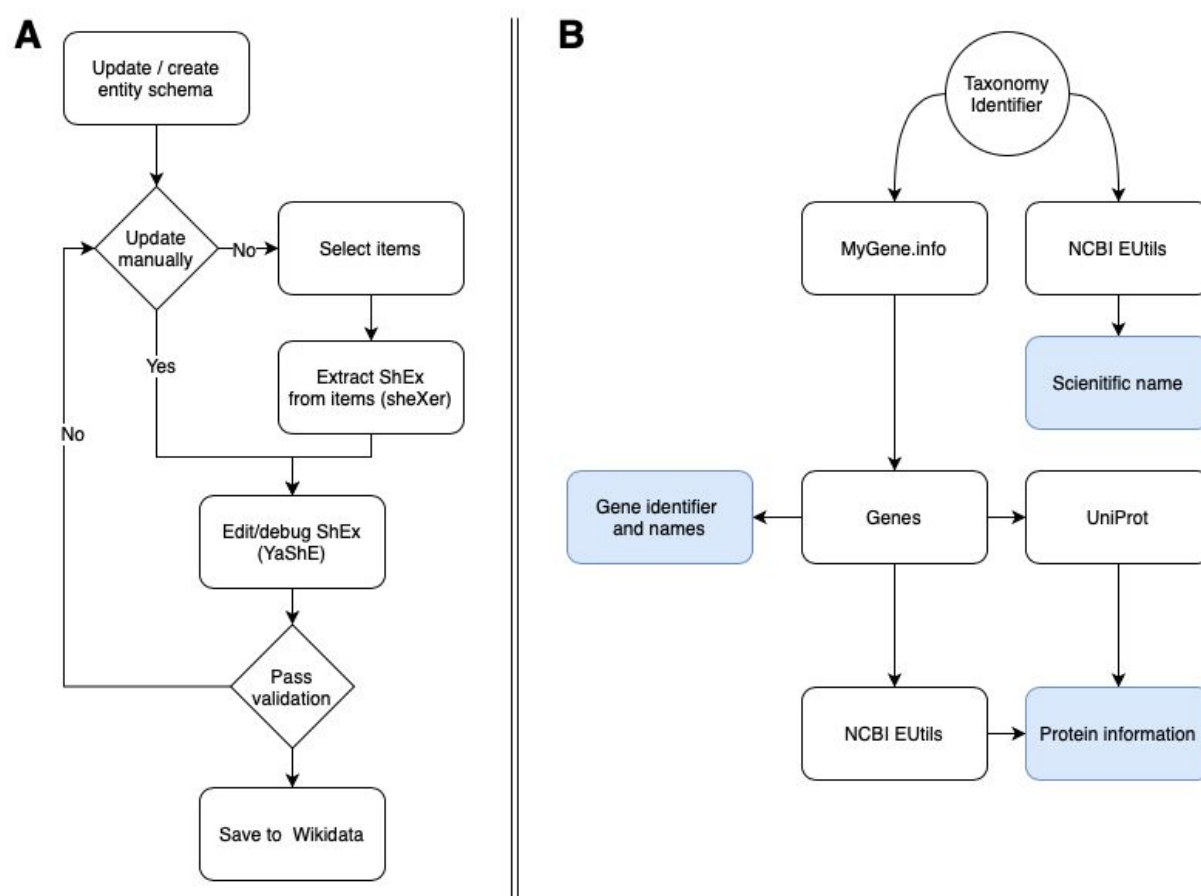 A
Update / create
entity schema
Update
manually
No
Select items
Yes
Extract ShEx
from items (sheXer)
No
Edit/debug ShEx
(YaShE)
Pass
validation
Save to Wikidata
B
Taxonomy
Identifier
MyGene.info
NCBI EUtils
Scienitific name
Gene identifier
and names
Genes
UniProt
NCBI EUtils
Protein information